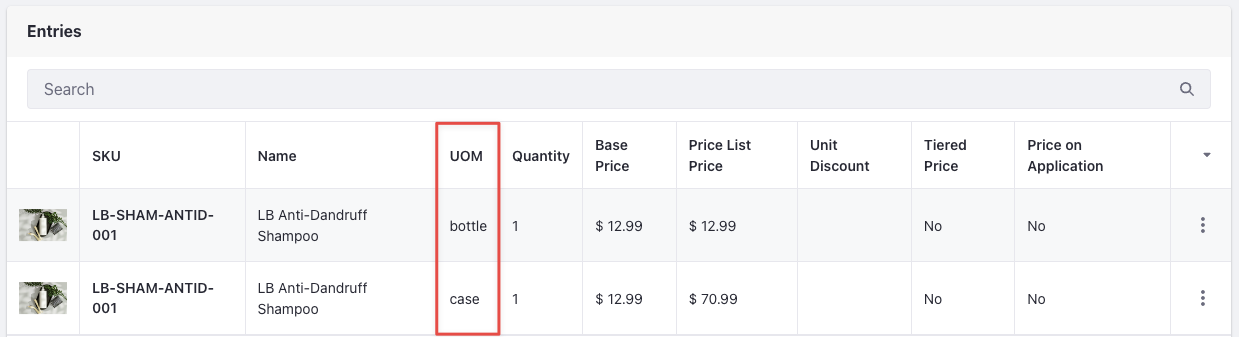 Entries
Search
SKU Name UOM Quantity Base Price Price List Price Unit Discount Tiered Price Price on Application
LB-SHAM-ANTID-001 LB Anti-Dandruff Shampoo bottle 1 $ 12.99 $ 12.99 No No
LB-SHAM-ANTID-001 LB Anti-Dandruff Shampoo case 1 $ 12.99 $ 70.99 No No